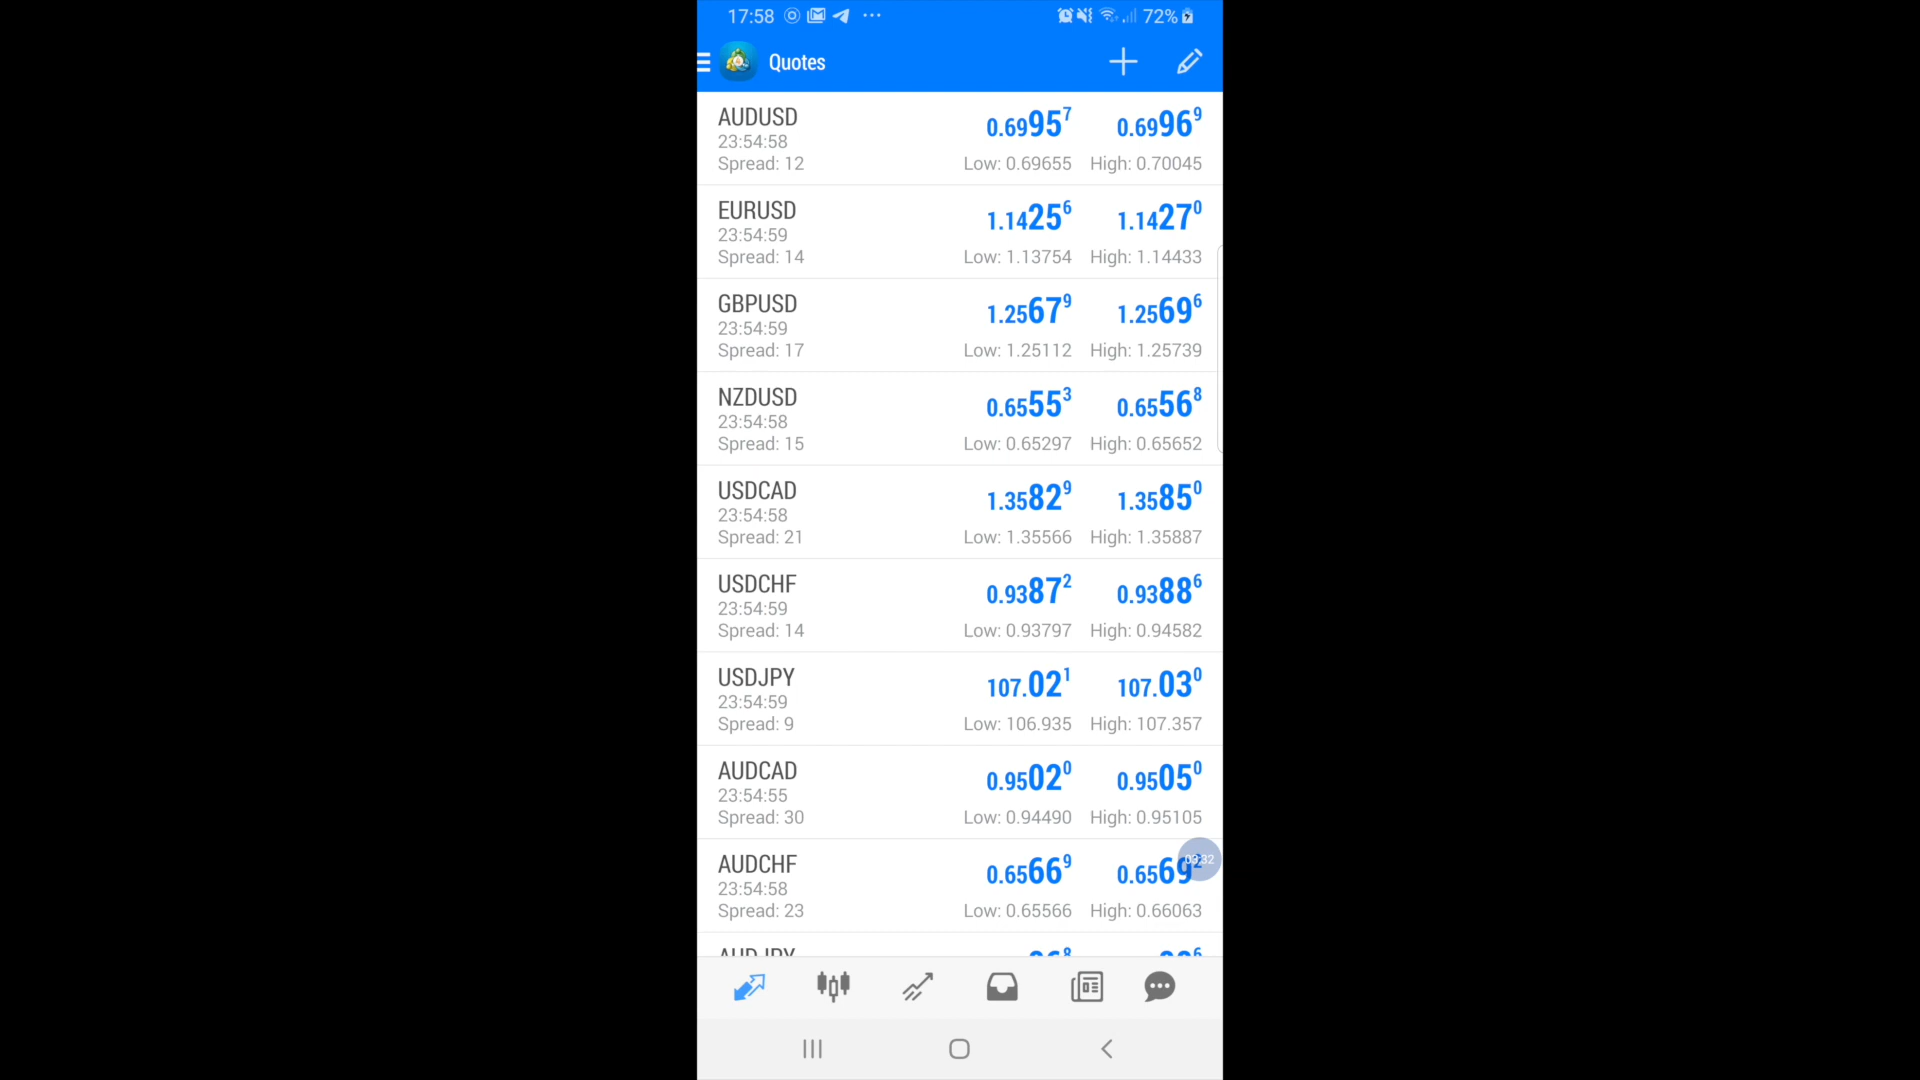 17:58 72%
Quotes
AUDUSD 0.69957 0.69969
23:54:58
Spread: 12 Low: 0.69655 High: 0.70045
EURUSD 1.14256 1.14270
23:54:59
Spread: 14 Low: 1.13754 High: 1.14433
GBPUSD 1.25679 1.25696
23:54:59
Spread: 17 Low: 1.25112 High: 1.25739
NZDUSD 0.65553 0.65568
23:54:58
Spread: 15 Low: 0.65297 High: 0.65652
USDCAD 1.35829 1.35850
23:54:58
Spread: 21 Low: 1.35566 High: 1.35887
USDCHF 0.93872 0.93886
23:54:59
Spread: 14 Low: 0.93797 High: 0.94582
USDJPY 107.021 107.030
23:54:59
Spread: 9 Low: 106.935 High: 107.357
AUDCAD 0.95020 0.95050
23:54:55
Spread: 30 Low: 0.94490 High: 0.95105
AUDCHF 0.65669 0.65692
03:32
23:54:58
Spread: 23 Low: 0.65566 High: 0.66063
AUDJPY